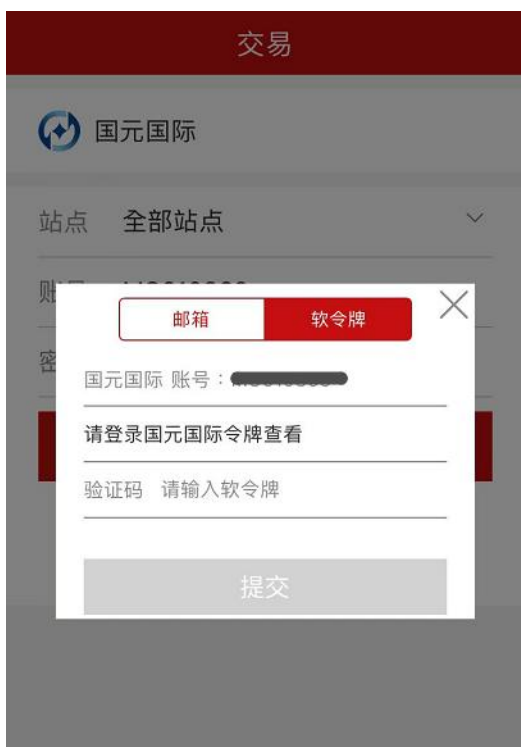 交易
国元国际
站点 全部站点
账
邮箱 软令牌
密
国元国际 账号：
请登录国元国际令牌查看
验证码 请输入软令牌
提交